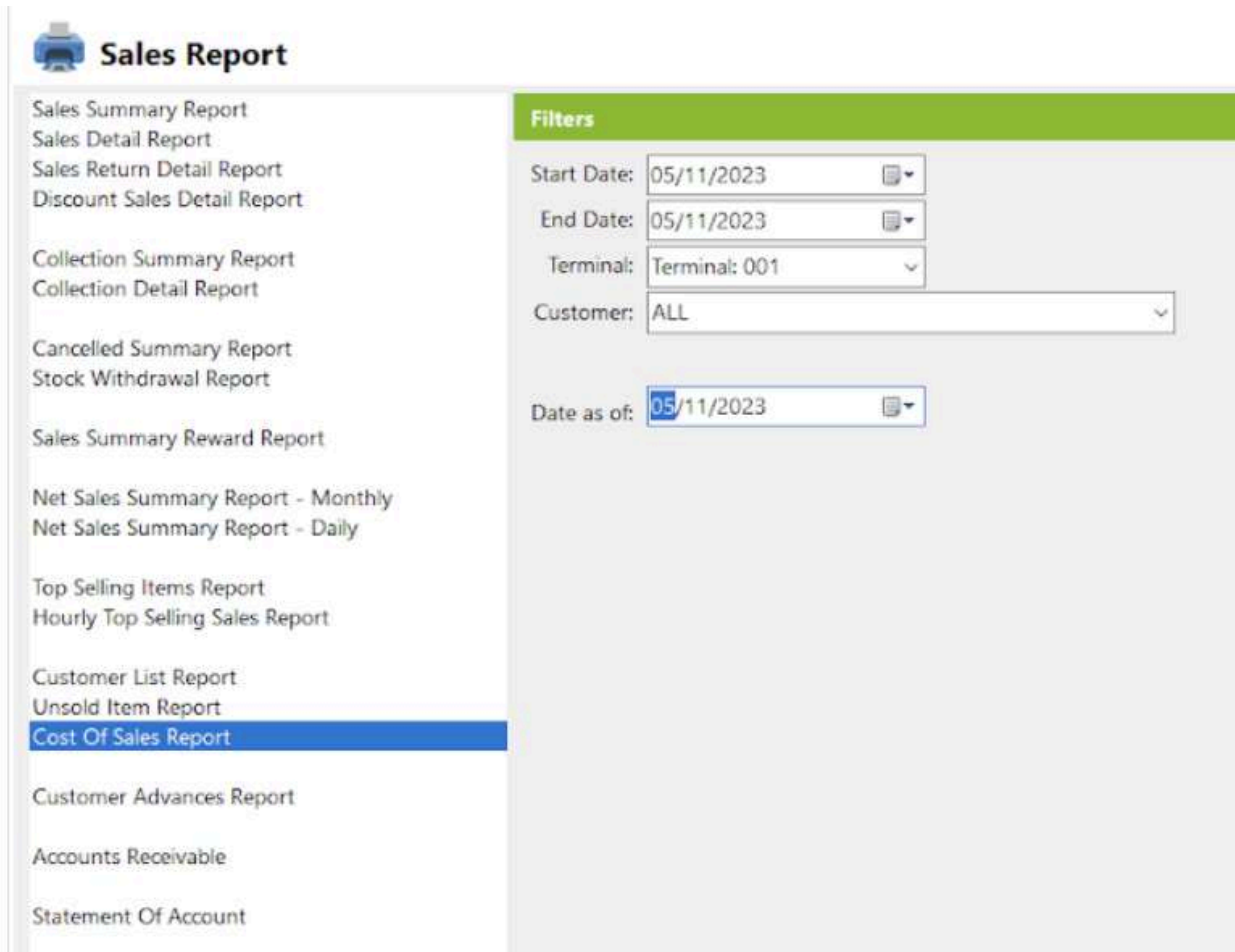 Sales Report
Sales Summary Report
Sales Detail Report
Sales Return Detail Report
Discount Sales Detail Report
Collection Summary Report
Collection Detail Report
Cancelled Summary Report
Stock Withdrawal Report
Sales Summary Reward Report
Net Sales Summary Report - Monthly
Net Sales Summary Report - Daily
Top Selling Items Report
Hourly Top Selling Sales Report
Customer List Report
Unsold Item Report
Cost Of Sales Report
Customer Advances Report
Accounts Receivable
Statement Of Account
Filters
Start Date: 05/11/2023
End Date: 05/11/2023
Terminal: Terminal: 001
Customer: ALL
Date as of: 05/11/2023